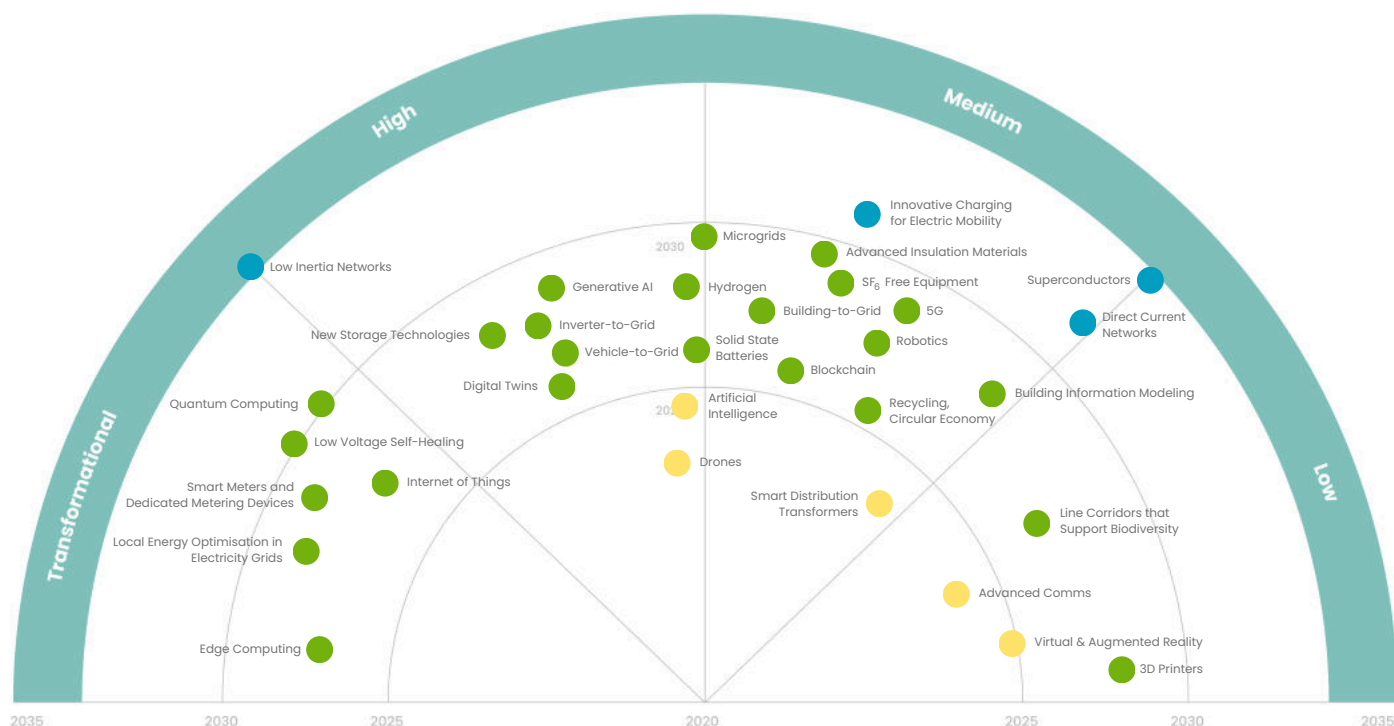 High
Medium
Transformational
Low
Innovative Charging
for Electric Mobility
Microgrids
2030
Advanced Insulation Materials
Low Inertia Networks
Superconductors
SF6 Free Equipment
Generative AI
Hydrogen
Building-to-Grid
5G
Direct Current
Networks
Inverter-to-Grid
New Storage Technologies
Solid State
Batteries
Robotics
Vehicle-to-Grid
Blockchain
Digital Twins
Building Information Modeling
Artificial
Intelligence
Recycling,
Circular Economy
Quantum Computing
Low Voltage Self-Healing
Drones
Internet of Things
Smart Meters and
Dedicated Metering Devices
Smart Distribution
Transformers
Line Corridors that
Support Biodiversity
Local Energy Optimisation in
Electricity Grids
Advanced Comms
Edge Computing
Virtual & Augmented Reality
3D Printers
2035
2030
2025
2020
2025
2030
2035